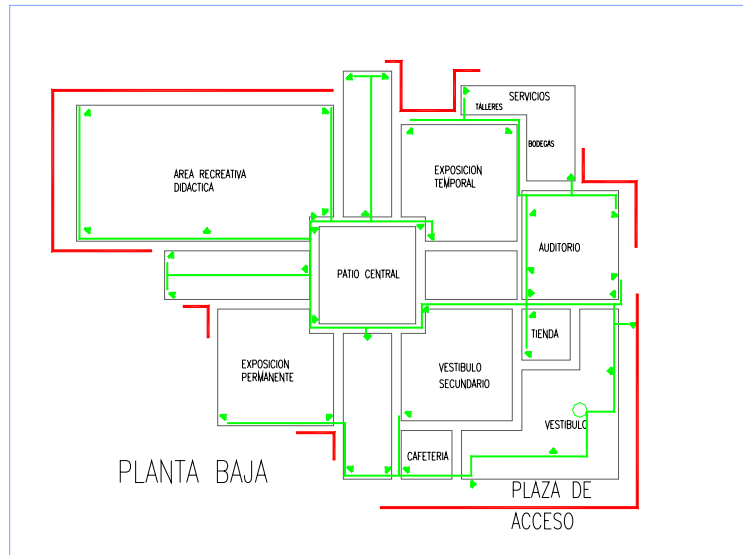 SERVICIOS
TALLERES
BODEGAS
AREA RECREATIVA
DIDACTICA
EXPOSICION
TEMPORAL
AUDITORIO
PATIO CENTRAL
TIENDA
EXPOSICION
PERMANENTE
VESTIBULO
SECUNDARIO
VESTIBULO
CAFETERIA
PLANTA BAJA
PLAZA DE
ACCESO